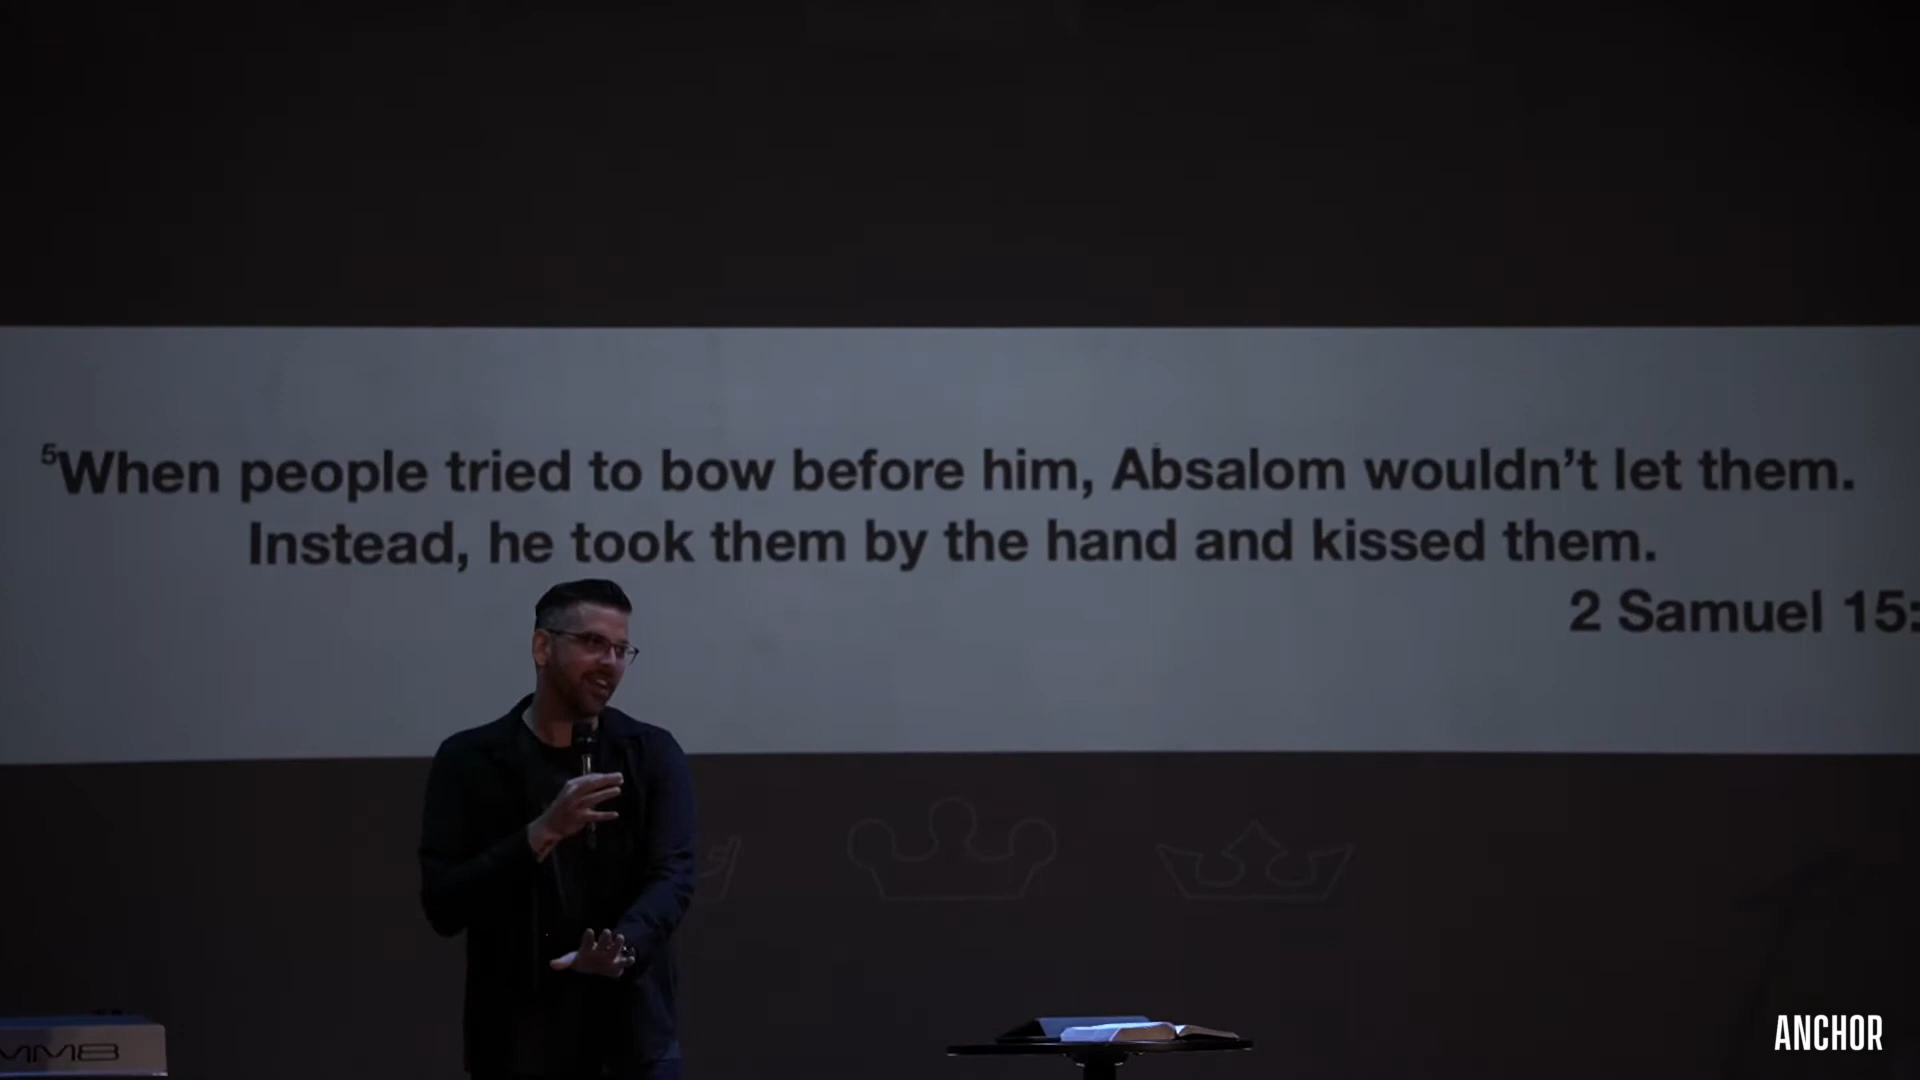 ⁵When people tried to bow before him, Absalom wouldn’t let them.
Instead, he took them by the hand and kissed them.
2 Samuel 15:
MM8
ANCHOR